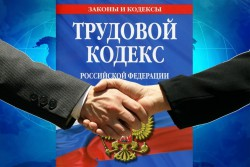 ЗАКОНЫ И КОДЕКСЫ
ТРУДОВОЙ
КОДЕКС
РОССИЙСКОЙ ФЕДЕРАЦИИ